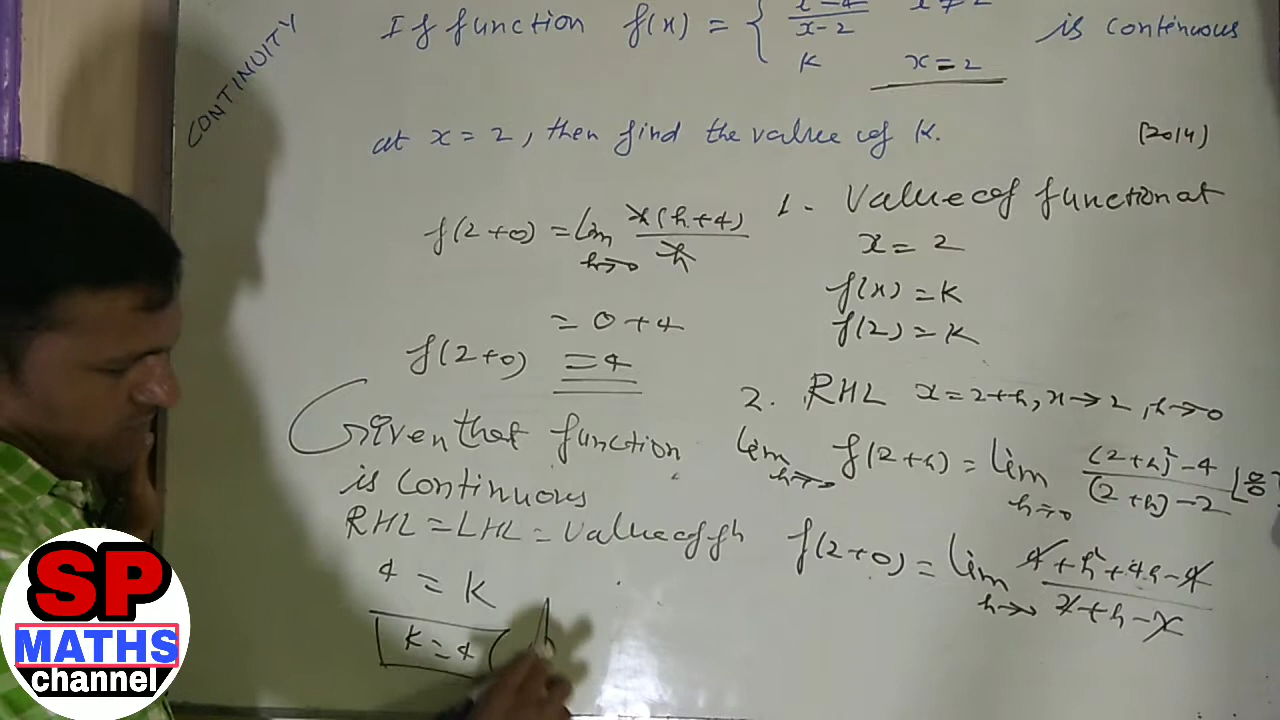 CONTINUITY
If function f(x) = { x²-4 / x-2 x≠2 is continuous
K x=2
at x=2, then find the value of K. (2014)
f(2+0) = lim h→0 h(h+4) / h
= 0+4
f(2+0) = 4
Given that function
is continuous
RHL = LHL = Value of fn
4 = K
K=4
1. Value of function at
x = 2
f(x) = K
f(2) = K
2. RHL x=2+h, x→2, h→0
lim h→0 f(2+h) = lim h→0 (2+h)²-4 / (2+h)-2 [0/0
f(2+0) = lim h→0 4+h²+4h-4 / 2+h-2
SP
MATHS
channel